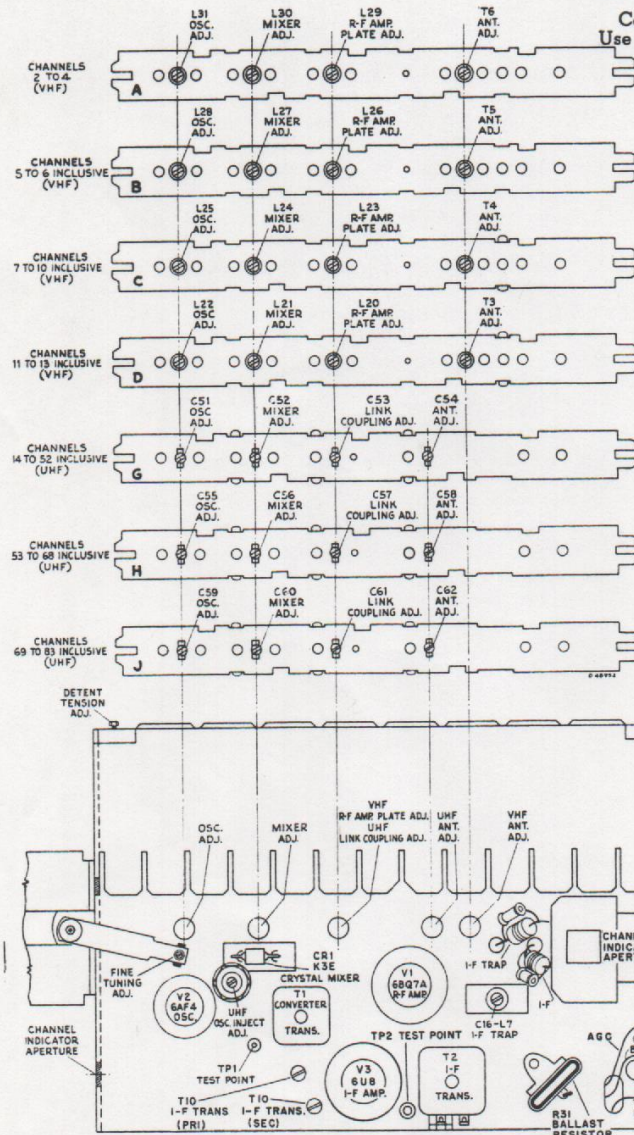 L31
OSC.
ADJ.
L30
MIXER
ADJ.
L29
R-F AMP.
PLATE ADJ.
T6
ANT.
ADJ.
Use
CHANNELS
2 TO 4
(VHF)
A
L28
OSC.
ADJ.
L27
MIXER
ADJ.
L26
R-F AMP.
PLATE ADJ.
T5
ANT.
ADJ.
CHANNELS
5 TO 6 INCLUSIVE
(VHF)
B
L25
OSC.
ADJ.
L24
MIXER
ADJ.
L23
R-F AMP.
PLATE ADJ.
T4
ANT.
ADJ.
CHANNELS
7 TO 10 INCLUSIVE
(VHF)
C
L22
OSC
ADJ.
L21
MIXER
ADJ.
L20
R-F AMP.
PLATE ADJ.
T3
ANT.
ADJ.
CHANNELS
11 TO 13 INCLUSIVE
(VHF)
D
C51
OSC
ADJ.
C52
MIXER
ADJ.
C53
LINK
COUPLING ADJ.
C54
ANT.
ADJ.
CHANNELS
14 TO 52 INCLUSIVE
(UHF)
G
C55
OSC.
ADJ.
C56
MIXER
ADJ.
C57
LINK
COUPLING ADJ.
C58
ANT.
ADJ.
CHANNELS
53 TO 68 INCLUSIVE
(UHF)
H
C59
OSC.
ADJ.
C60
MIXER
ADJ.
C61
LINK
COUPLING ADJ.
C62
ANT.
ADJ.
CHANNELS
69 TO 83 INCLUSIVE
(UHF)
J
DETENT
TENSION
ADJ.
OSC.
ADJ.
MIXER
ADJ.
VHF
R-F AMP. PLATE ADJ.
UHF
LINK COUPLING ADJ.
UHF
ANT.
ADJ.
VHF
ANT.
ADJ.
FINE
TUNING
ADJ.
CR1
K3E
CRYSTAL MIXER
V1
6BQ7A
R-F AMP.
I-F TRAP
I-F
V2
6AF4
OSC.
UHF
OSC. INJECT
ADJ.
T1
CONVERTER
TRANS.
C16-L7
I-F TRAP
CHANNEL
INDICATOR
APERTURE
TP1
TEST POINT
TP2 TEST POINT
V3
6U8
I-F AMP.
T2
I-F
TRANS.
AGC
T10
I-F TRANS
(PRI)
T10
I-F TRANS.
(SEC)
R31
BALLAST
RESISTOR